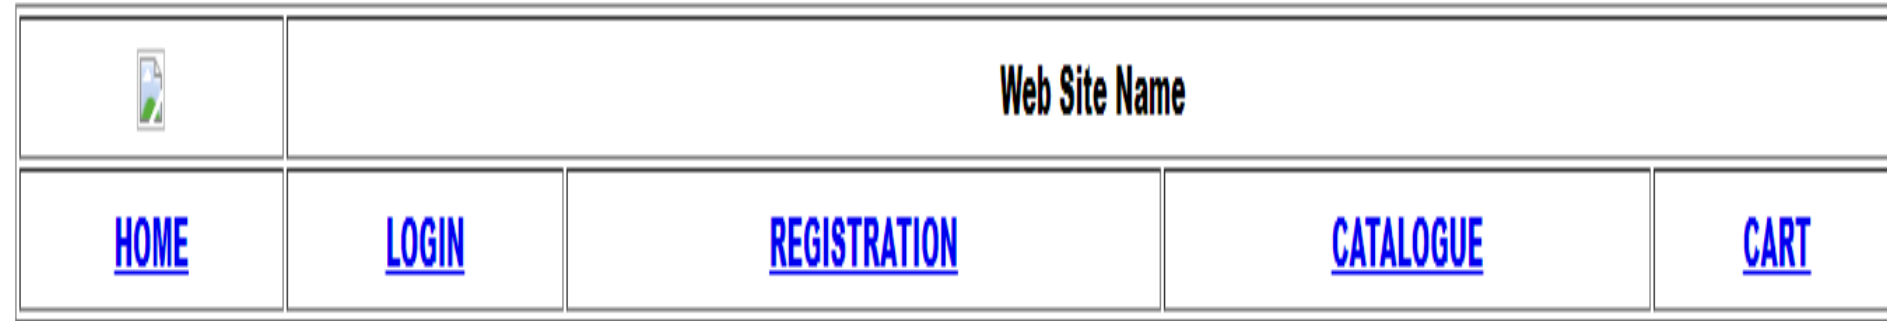 Web Site Name
HOME LOGIN REGISTRATION CATALOGUE CART